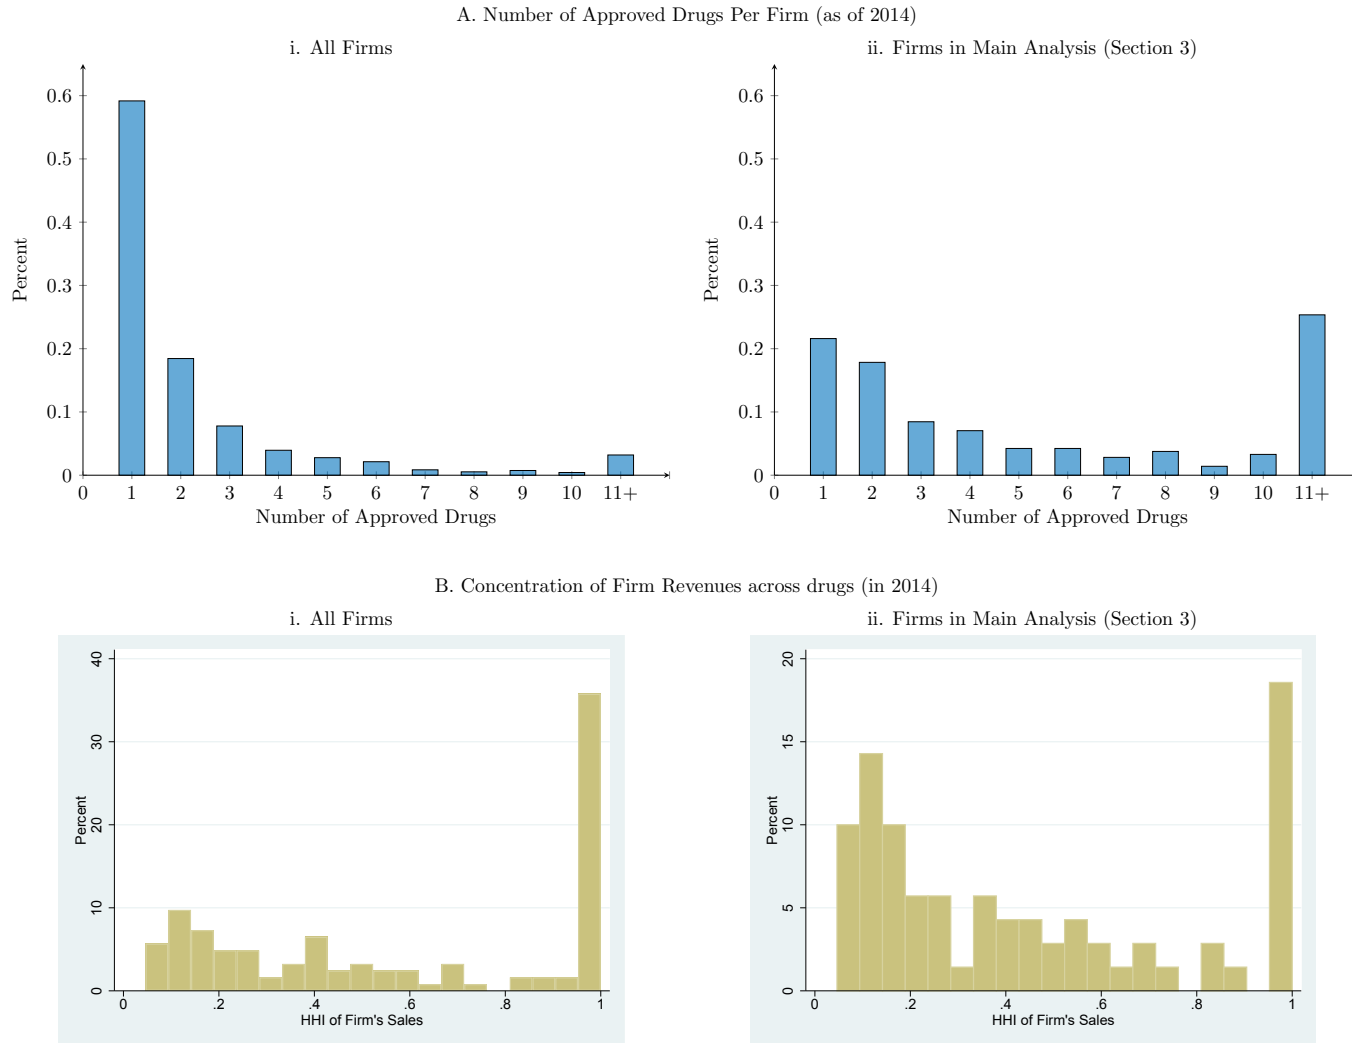 A. Number of Approved Drugs Per Firm (as of 2014)
i. All Firms
Percent
0.6
0.5
0.4
0.3
0.2
0.1
0
0 1 2 3 4 5 6 7 8 9 10 11+
Number of Approved Drugs
ii. Firms in Main Analysis (Section 3)
Percent
0.6
0.5
0.4
0.3
0.2
0.1
0
0 1 2 3 4 5 6 7 8 9 10 11+
Number of Approved Drugs
B. Concentration of Firm Revenues across drugs (in 2014)
i. All Firms
Percent
40
30
20
10
0
0 .2 .4 .6 .8 1
HHI of Firm's Sales
ii. Firms in Main Analysis (Section 3)
Percent
20
15
10
5
0
0 .2 .4 .6 .8 1
HHI of Firm's Sales